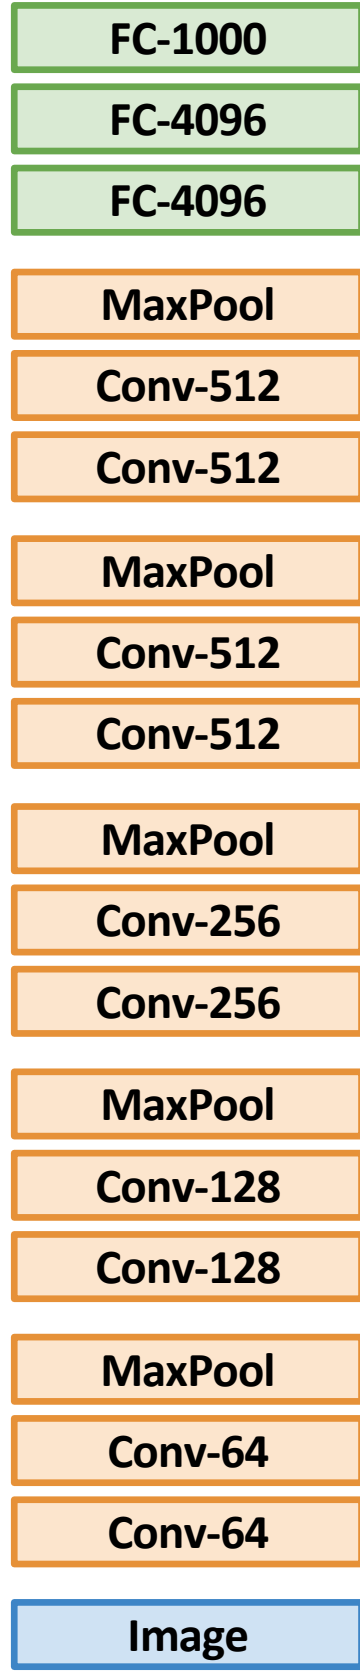 FC-1000
FC-4096
FC-4096
MaxPool
Conv-512
Conv-512
MaxPool
Conv-512
Conv-512
MaxPool
Conv-256
Conv-256
MaxPool
Conv-128
Conv-128
MaxPool
Conv-64
Conv-64
Image